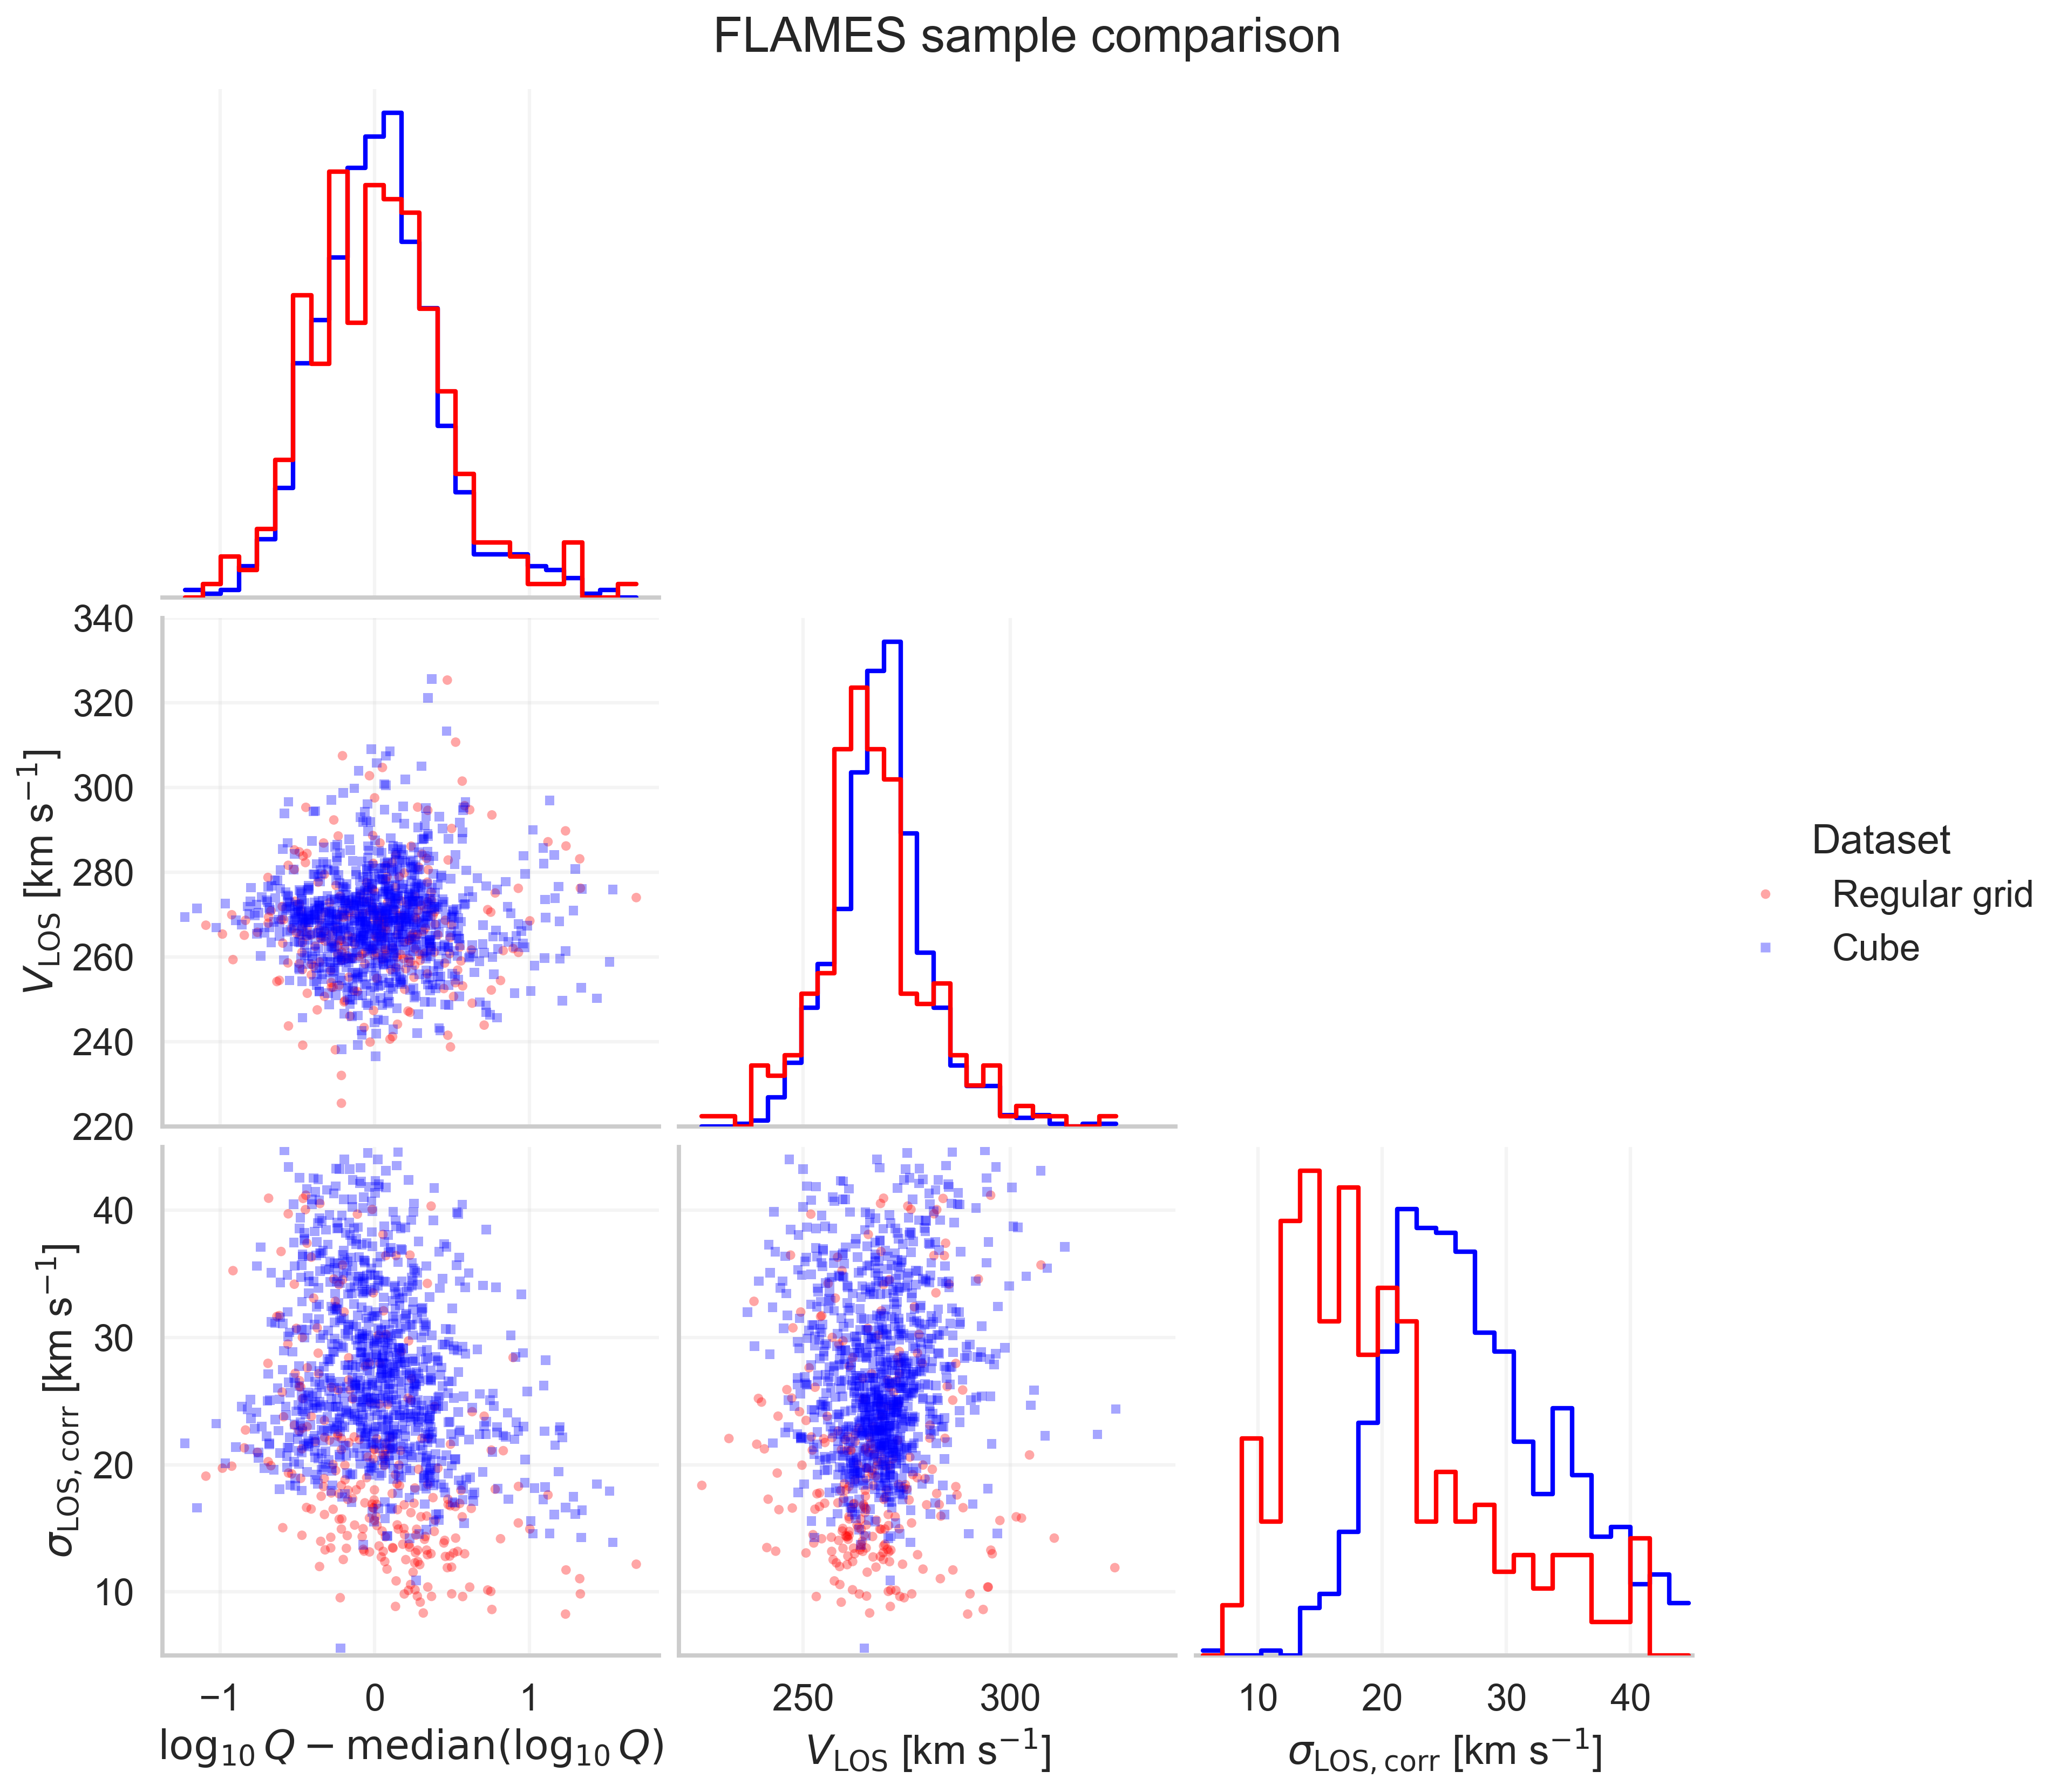 FLAMES sample comparison
340
320
300
280
260
240
220
V_LOS [km s⁻¹]
40
30
20
10
σ_LOS, corr [km s⁻¹]
−1 0 1
log₁₀ Q − median(log₁₀ Q)
250 300
V_LOS [km s⁻¹]
10 20 30 40
σ_LOS, corr [km s⁻¹]
Dataset
Regular grid
Cube